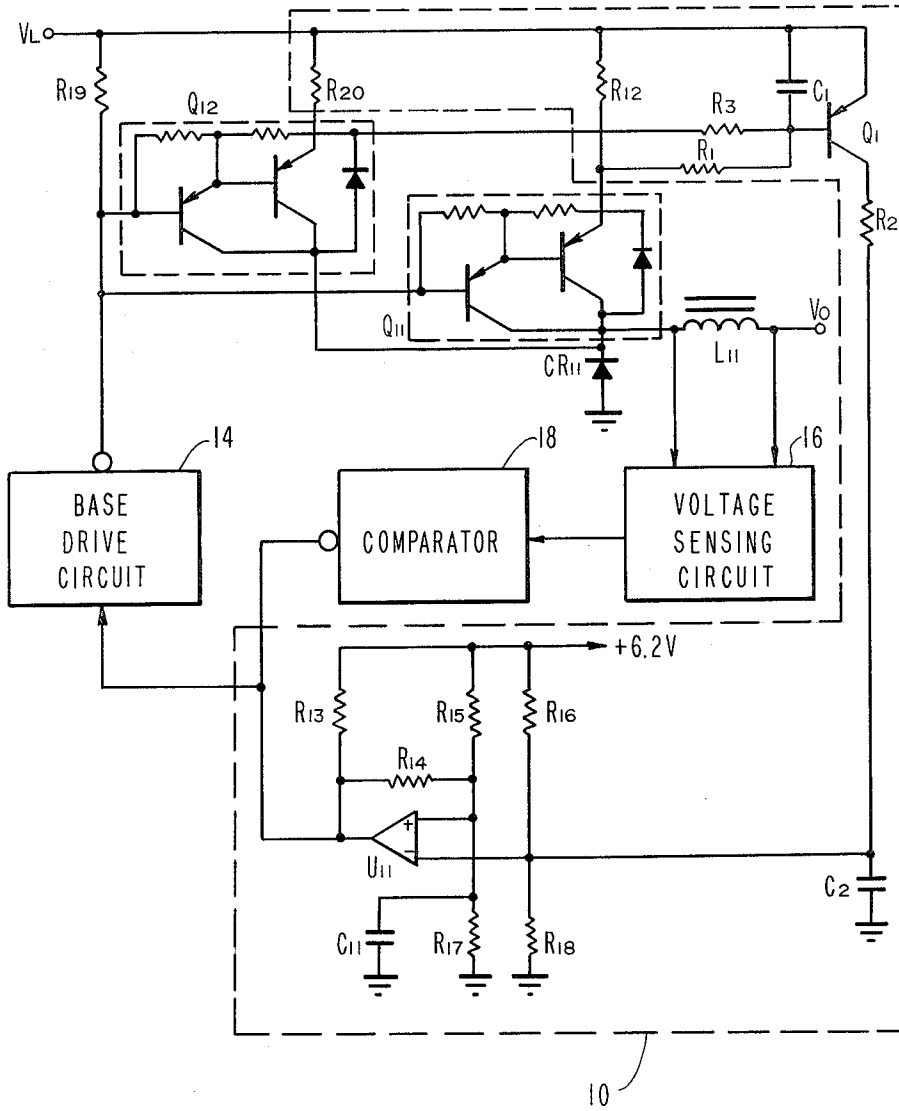 VL
R19
Q12
R20
R12
C1
R3
Q1
R1
R2
Q11
VO
L11
CR11
14
18
16
BASE
DRIVE
CIRCUIT
COMPARATOR
VOLTAGE
SENSING
CIRCUIT
+6.2V
R13
R15
R16
R14
+
−
U11
C2
C11
R17
R18
10